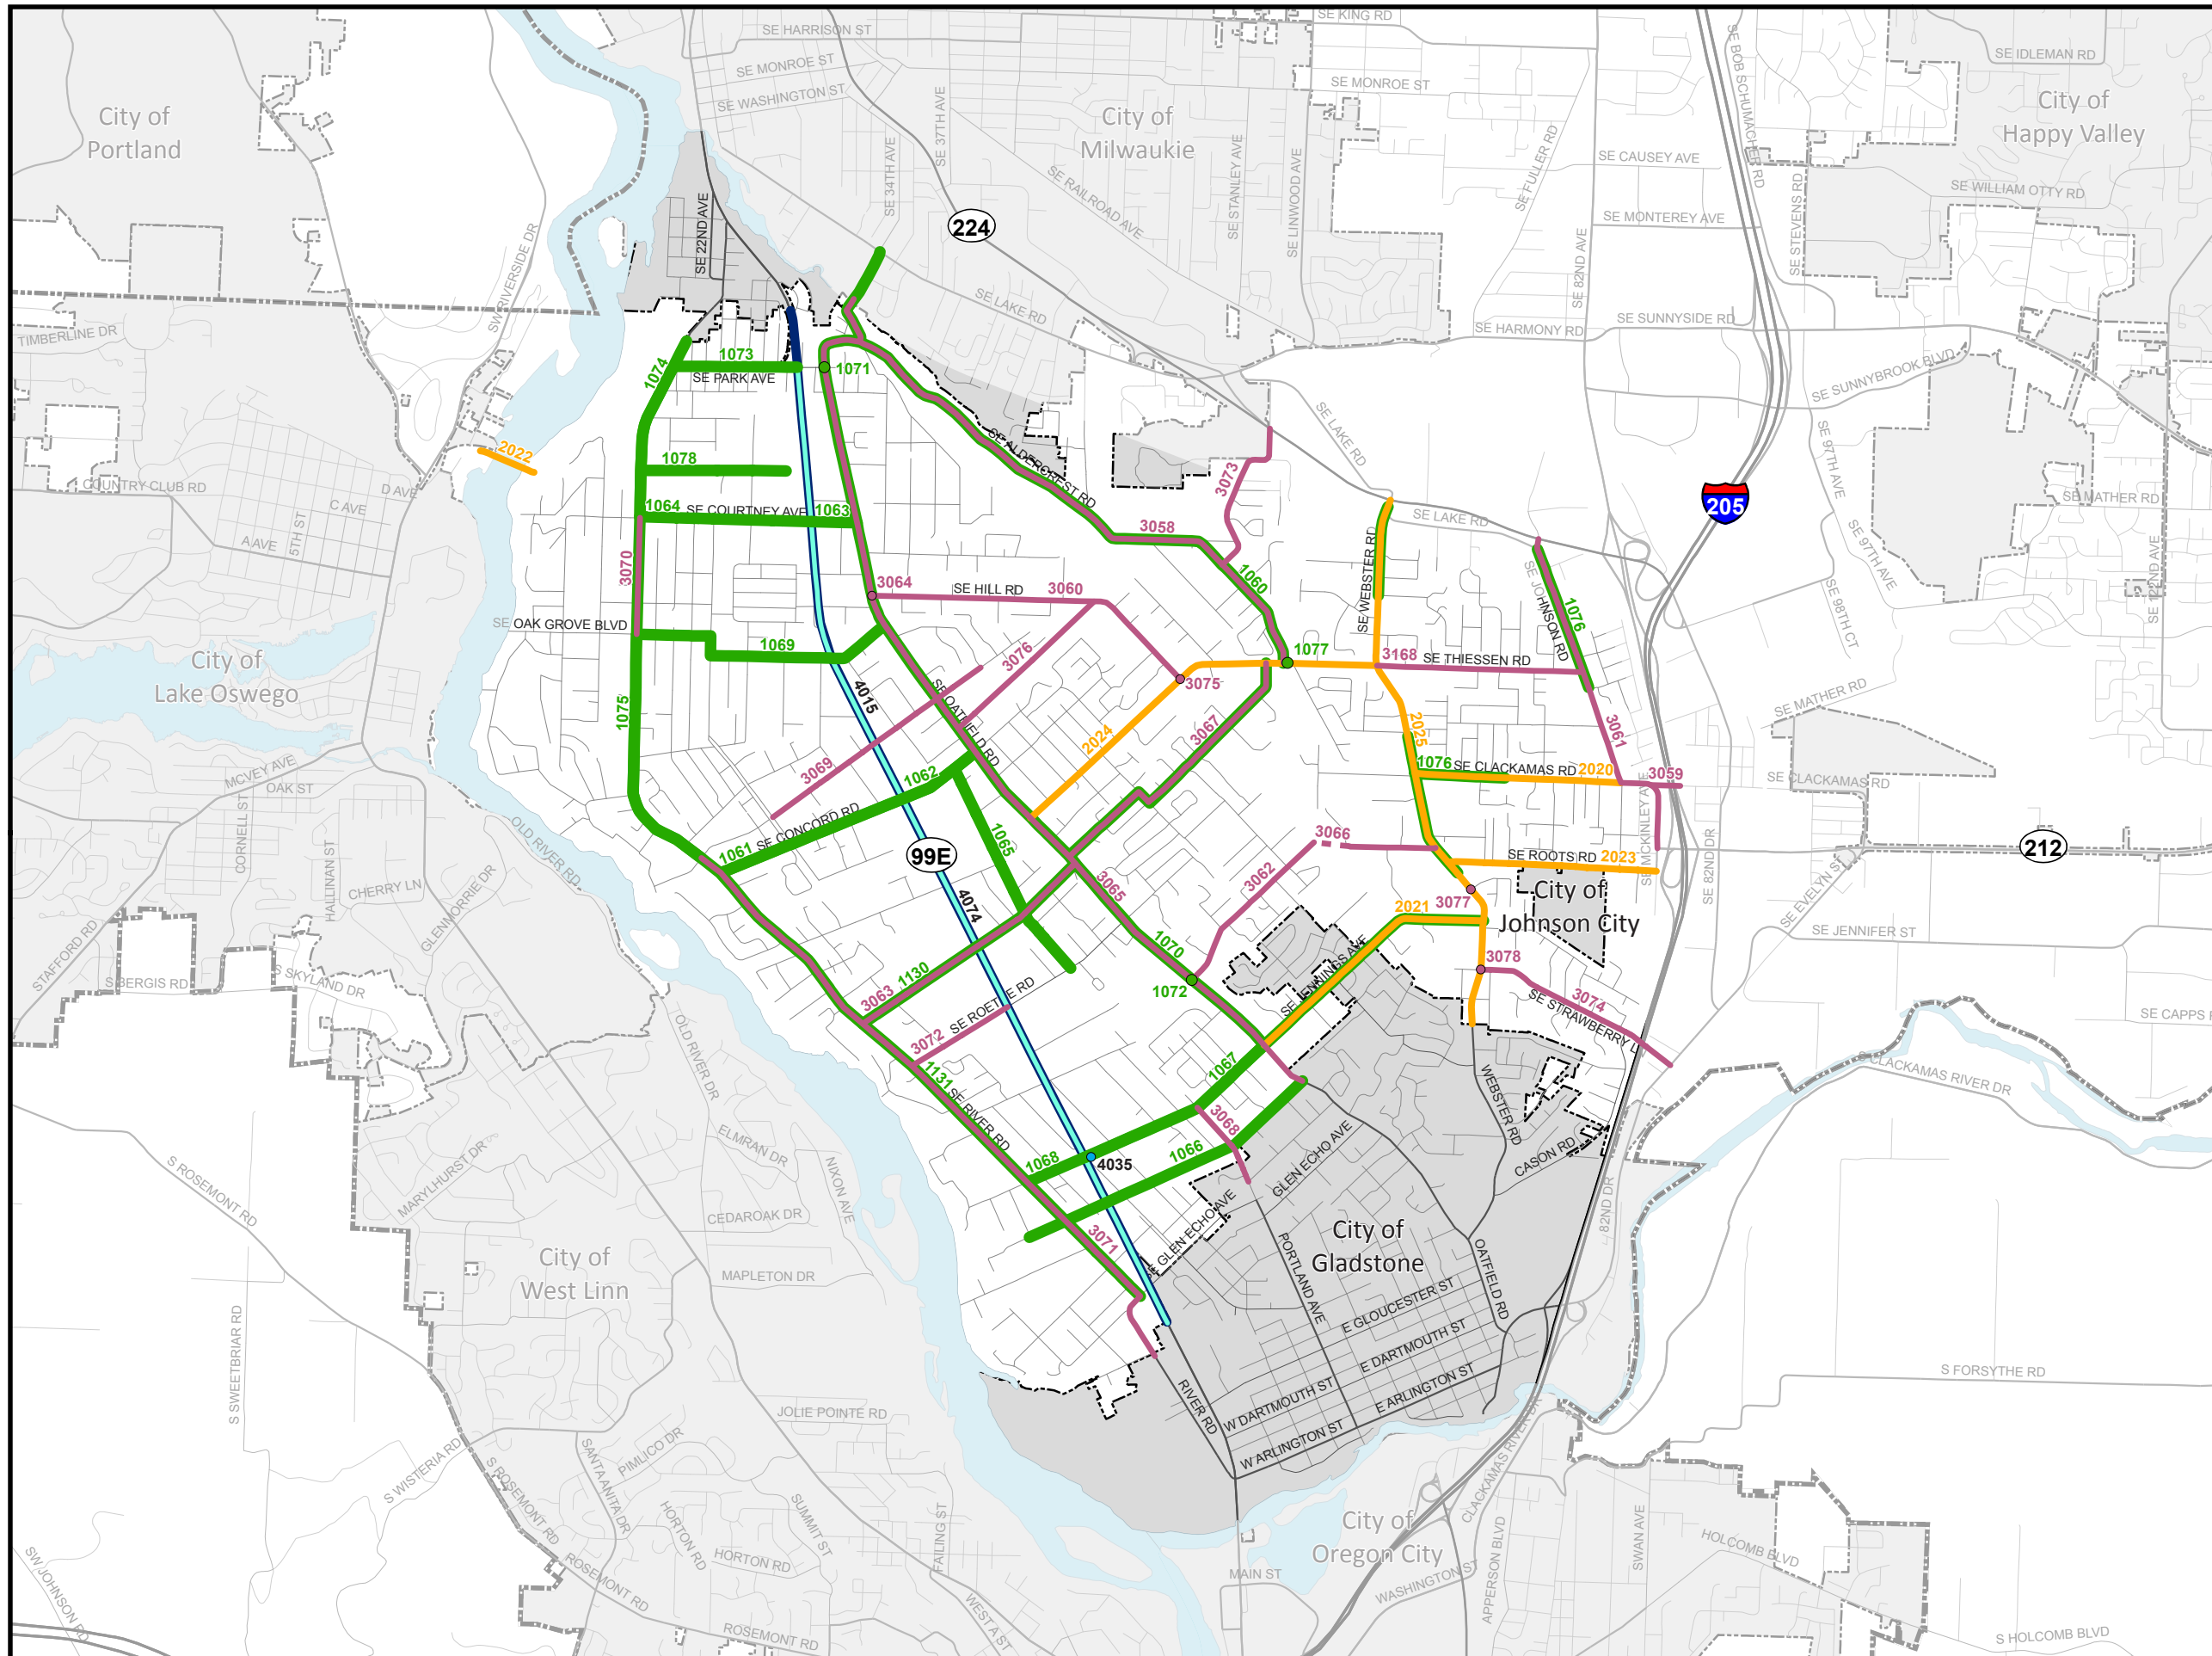 SE KING RD
SE HARRISON ST
SE MONROE ST
SE WASHINGTON ST
SE MONROE ST
SE IDLEMAN RD
City of
Portland
City of
Milwaukie
City of
Happy Valley
SE 34TH AVE
SE 37TH AVE
SE RAILROAD AVE
SE STANLEY AVE
SE LINWOOD AVE
SE FULLER RD
SE BOB SCHUMACHER RD
SE CAUSEY AVE
SE WILLIAM OTTY RD
SE MONTEREY AVE
SE STEVENS RD
SE 82ND AVE
224
SE 22ND AVE
SW RIVERSIDE DR
TIMBERLINE DR
SE LAKE RD
SE HARMONY RD
SE SUNNYSIDE RD
SE SUNNYBROOK BLVD
1073
1074
SE PARK AVE
1071
SE LAKE RD
SE 97TH AVE
2022
COUNTRY CLUB RD
D AVE
C AVE
A AVE
5TH ST
1078
SE ALDERCREST RD
3073
205
SE MATHER RD
1064
SE COURTNEY AVE
1063
3058
SE LAKE RD
SE 97TH AVE
SE 122ND AVE
3070
3064
SE HILL RD
3060
1060
SE WEBSTER RD
SE JOHNSON RD
1076
SE 98TH CT
SE OAK GROVE BLVD
1069
3076
1077
3168
SE THIESSEN RD
City of
Lake Oswego
3075
1075
4015
SE OATFIELD RD
2024
3067
2025
3061
SE MATHER RD
MCVEY AVE
OAK ST
3069
1062
1076
SE CLACKAMAS RD
2020
3059
SE CLACKAMAS RD
CORNELL ST
OLD RIVER RD
1061
SE CONCORD RD
1065
99E
3066
SE ROOTS RD
2023
SE MCKINLEY AVE
SE 82ND DR
212
HALLINAN ST
CHERRY LN
GLENMORRIE DR
4074
3065
3062
City of
Johnson City
3077
2021
SE EVELYN ST
SE JENNIFER ST
STAFFORD RD
S BERGIS RD
S SKYLAND DR
3063
1130
1070
1072
SE ROETHE RD
SE JENNINGS AVE
3078
3074
SE STRAWBERRY L
SE CAPPS
3072
OLD RIVER DR
1131
SE RIVER RD
1067
S CLACKAMAS RIVER DR
WEBSTER RD
3068
ELMRAN DR
MARYLHURST DR
NIXON AVE
1068
4035
1066
GLEN ECHO AVE
CASON RD
S ROSEMONT RD
CEDAROAK DR
3071
SE GLEN ECHO AVE
82ND DR
City of
West Linn
MAPLETON DR
City of
Gladstone
PORTLAND AVE
OATFIELD RD
E GLOUCESTER ST
E DARTMOUTH ST
E ARLINGTON ST
S SWEETBRIAR RD
RIVER RD
W DARTMOUTH ST
W ARLINGTON ST
S FORSYTHE RD
JOLIE POINTE RD
S WISTERIA RD
S ROSEMONT RD
SANTA ANITA DR
PIMLICO DR
SUMMIT ST
HORTON RD
HORTON RD
FAILING ST
CLACKAMAS RIVER DR
City of
Oregon City
APPERSON BLVD
SWAN AVE
HOLCOMB BLVD
SW JOHNSON RD
ROSEMONT RD
ROSEMONT RD
WEST A ST
MAIN ST
WASHINGTON ST
S HOLCOMB BLVD